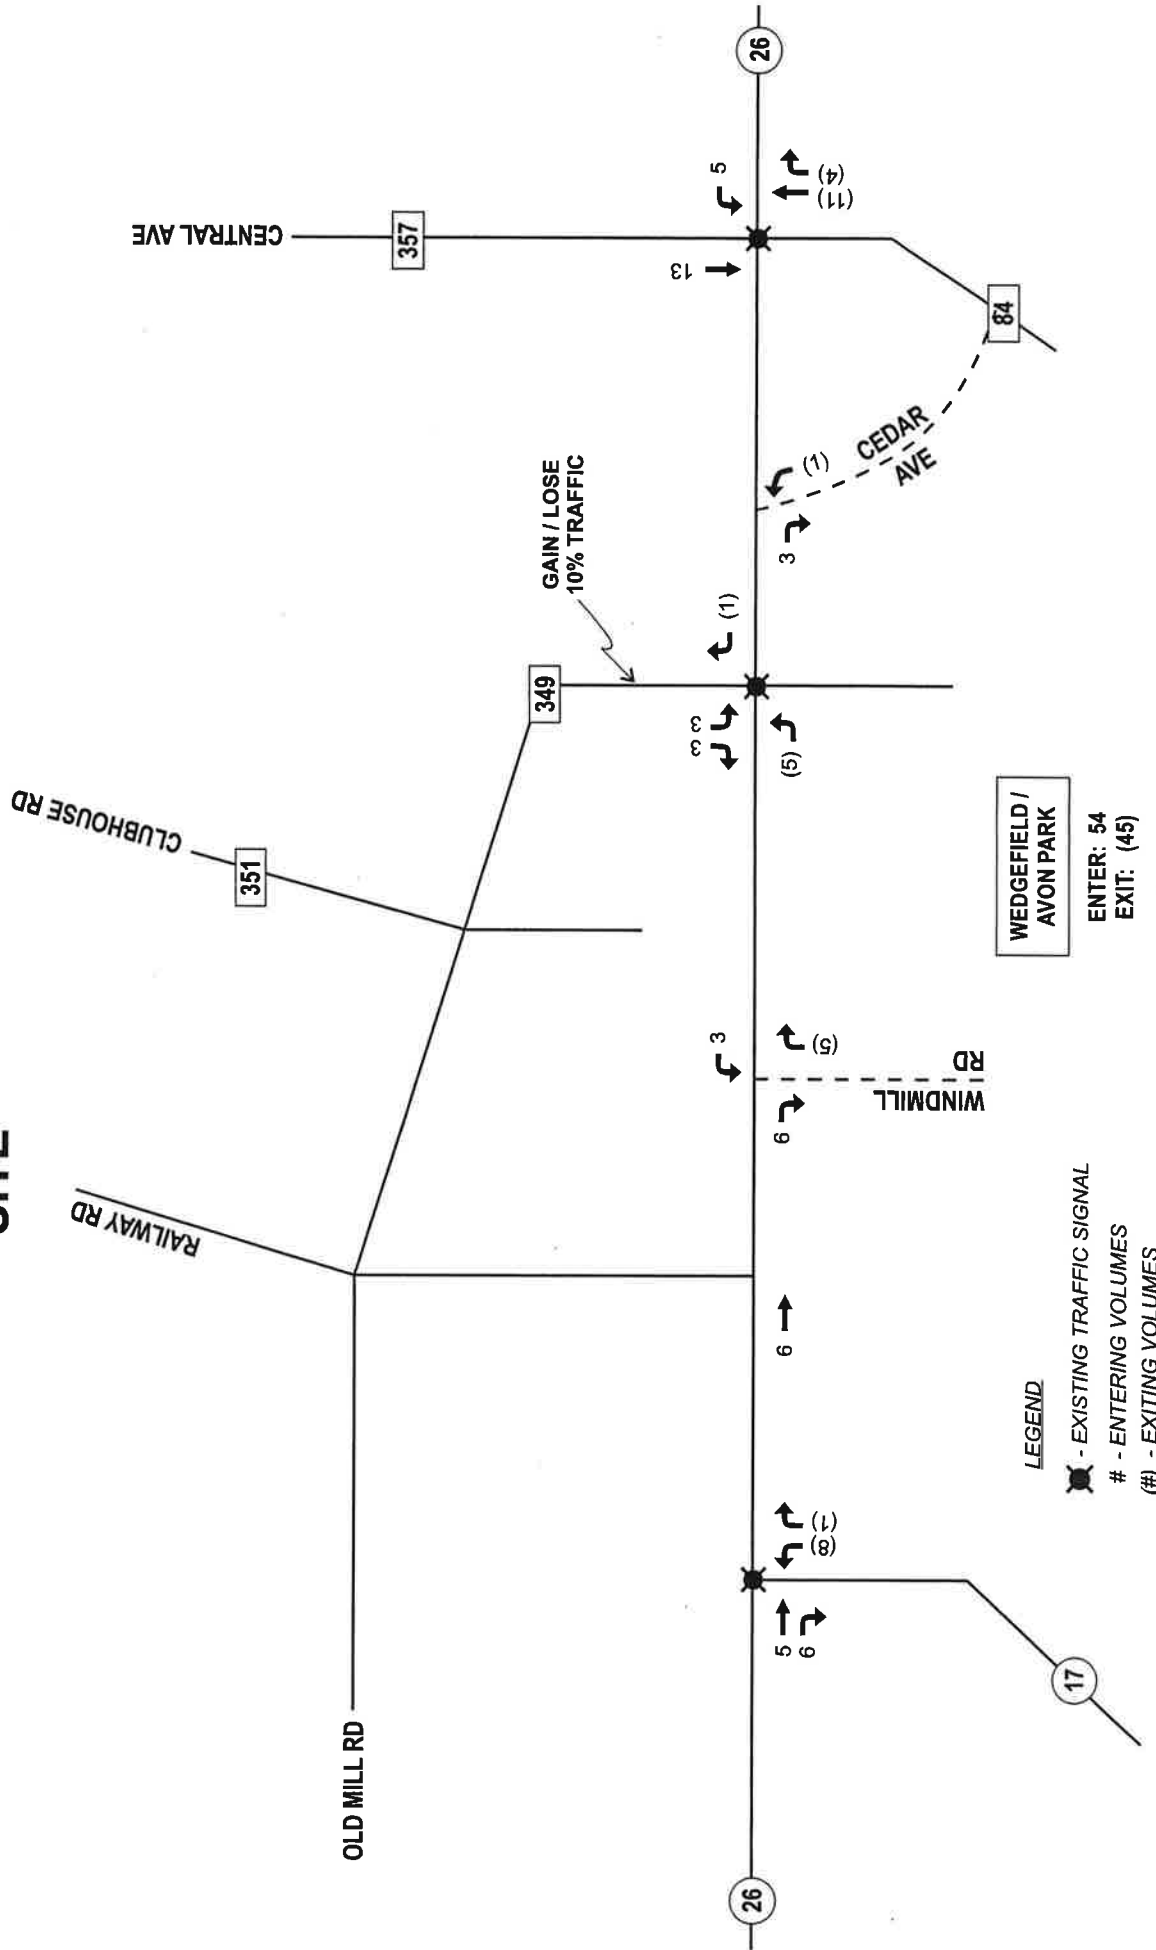 CENTRAL AVE
357
26
5
(4)
(11)
13
84
CEDAR
AVE
(1)
3
GAIN / LOSE
10% TRAFFIC
(1)
349
3
3
(5)
CLUBHOUSE RD
351
WEDGEFIELD /
AVON PARK
ENTER: 54
EXIT: (45)
3
(5)
6
WINDMILL
RD
RAILWAY RD
6
OLD MILL RD
(1)
(8)
5
6
17
26
LEGEND
- EXISTING TRAFFIC SIGNAL
# - ENTERING VOLUMES
(#) - EXITING VOLUMES